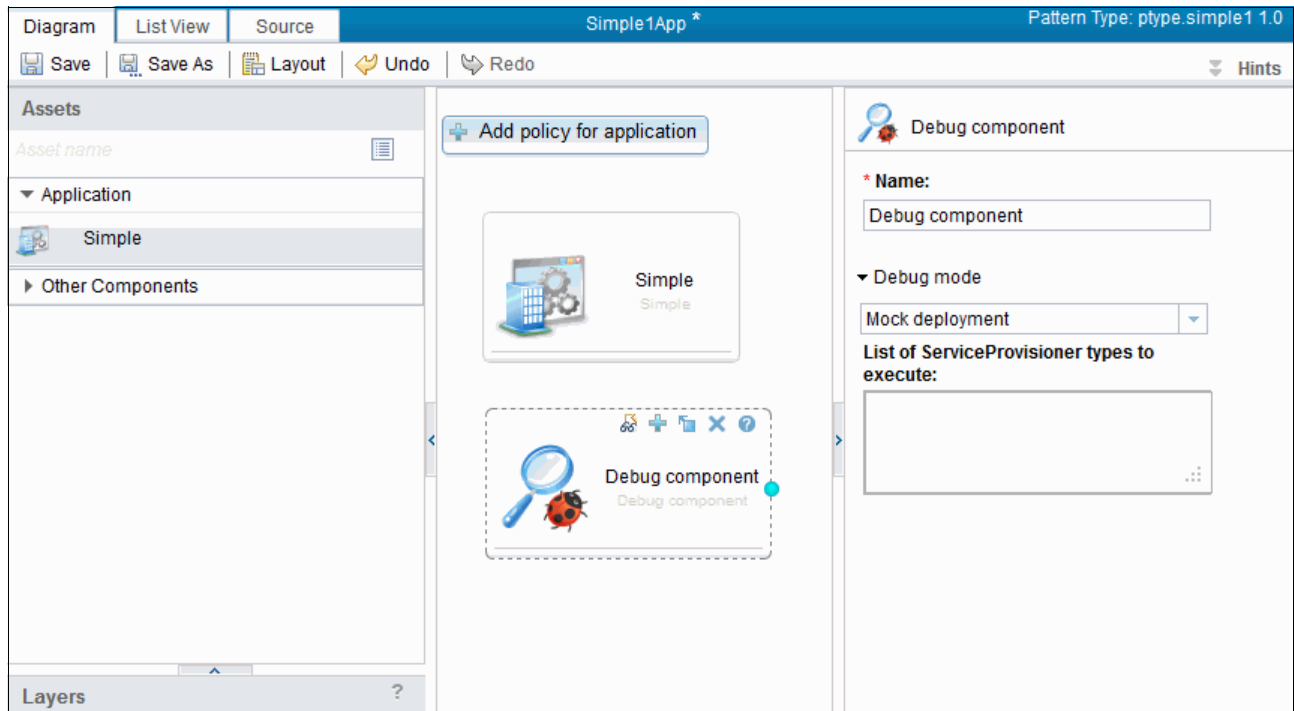 Diagram
List View
Source
Simple1App *
Pattern Type: ptype.simple1 1.0
Save
Save As
Layout
Undo
Redo
Hints
Assets
Asset name
Application
Simple
Other Components
Layers
?
Add policy for application
Simple
Simple
Debug component
Debug component
Debug component
* Name:
Debug component
Debug mode
Mock deployment
List of ServiceProvisioner types to
execute: